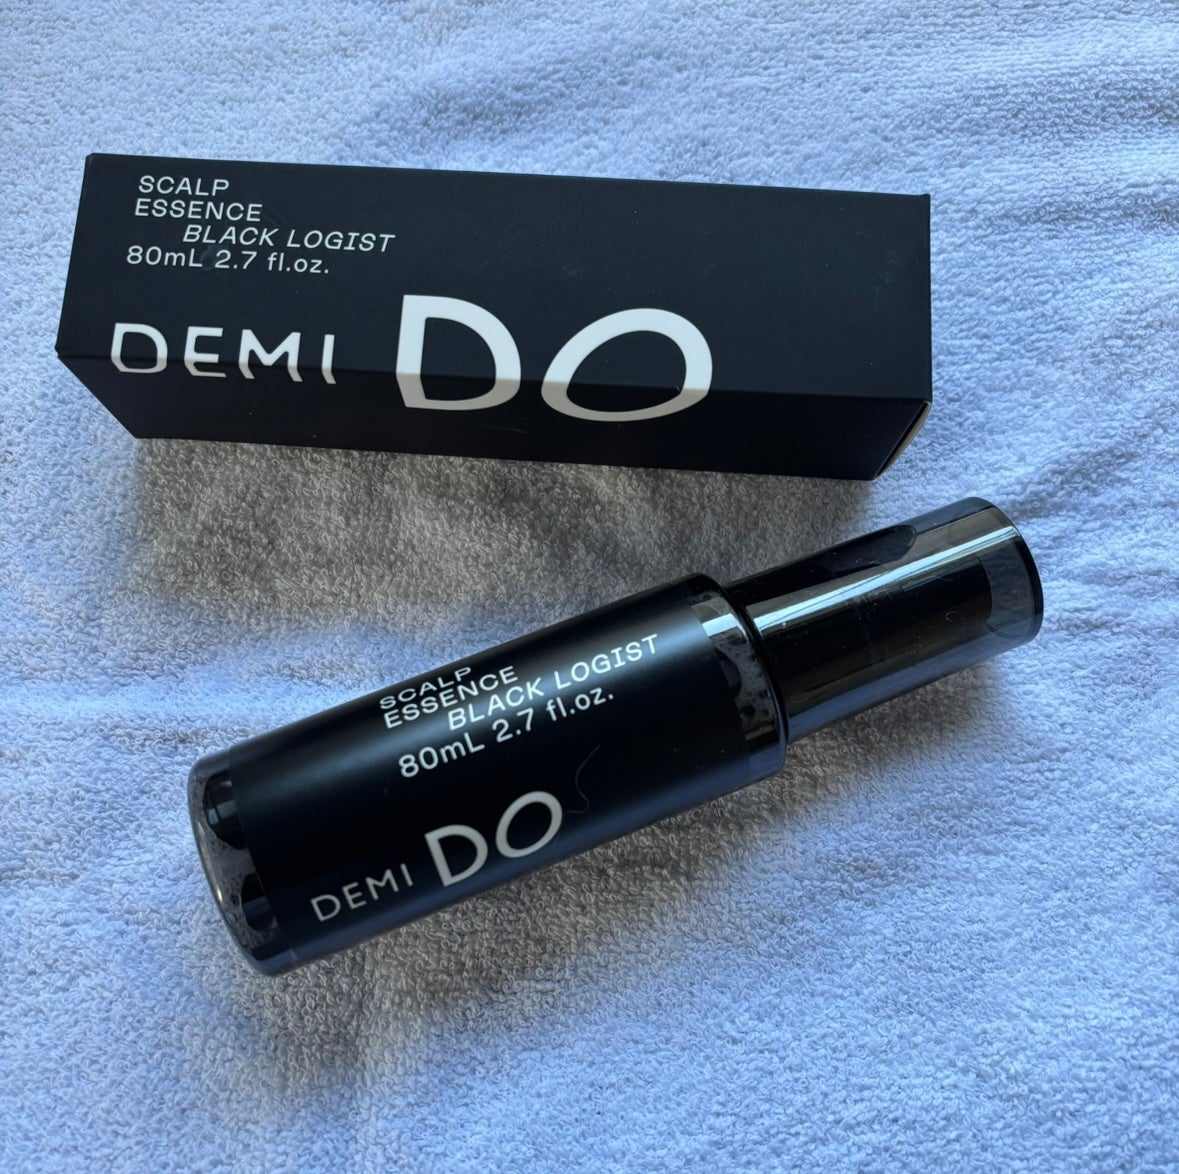 SCALP
ESSENCE
BLACK LOGIST
80mL 2.7 fl.oz.
DEMI DO
SCALP
ESSENCE
BLACK LOGIST
80mL 2.7 fl.oz.
DEMI DO